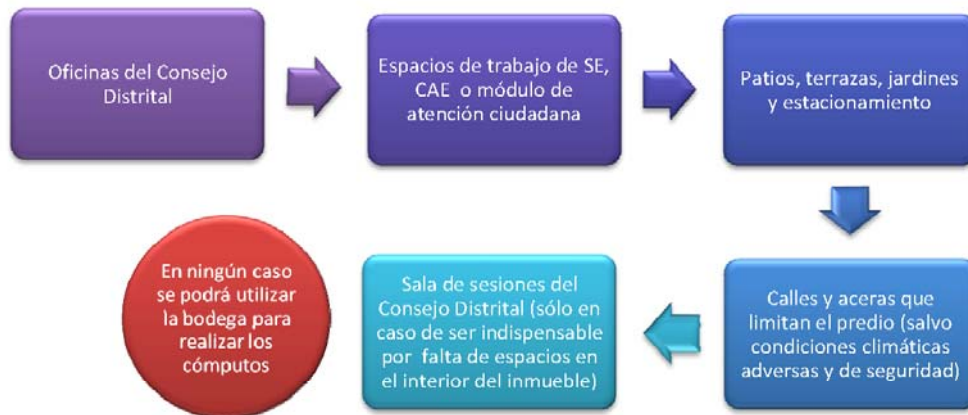 Oficinas del Consejo
Distrital
Espacios de trabajo de SE,
CAE o módulo de
atención ciudadana
Patios, terrazas, jardines
y estacionamiento
Calles y aceras que
limitan el predio (salvo
condiciones climáticas
adversas y de seguridad)
Sala de sesiones del
Consejo Distrital (sólo en
caso de ser indispensable
por falta de espacios en
el interior del inmueble)
En ningún caso
se podrá utilizar
la bodega para
realizar los
cómputos